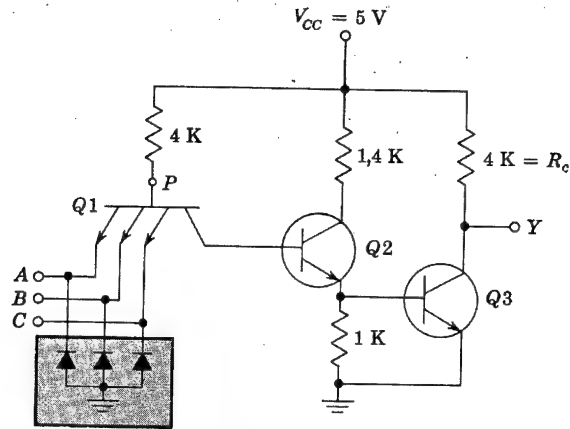 V_CC = 5 V
4 K
1,4 K
4 K = R_c
P
Q1
Y
Q2
A
B
C
Q3
1 K